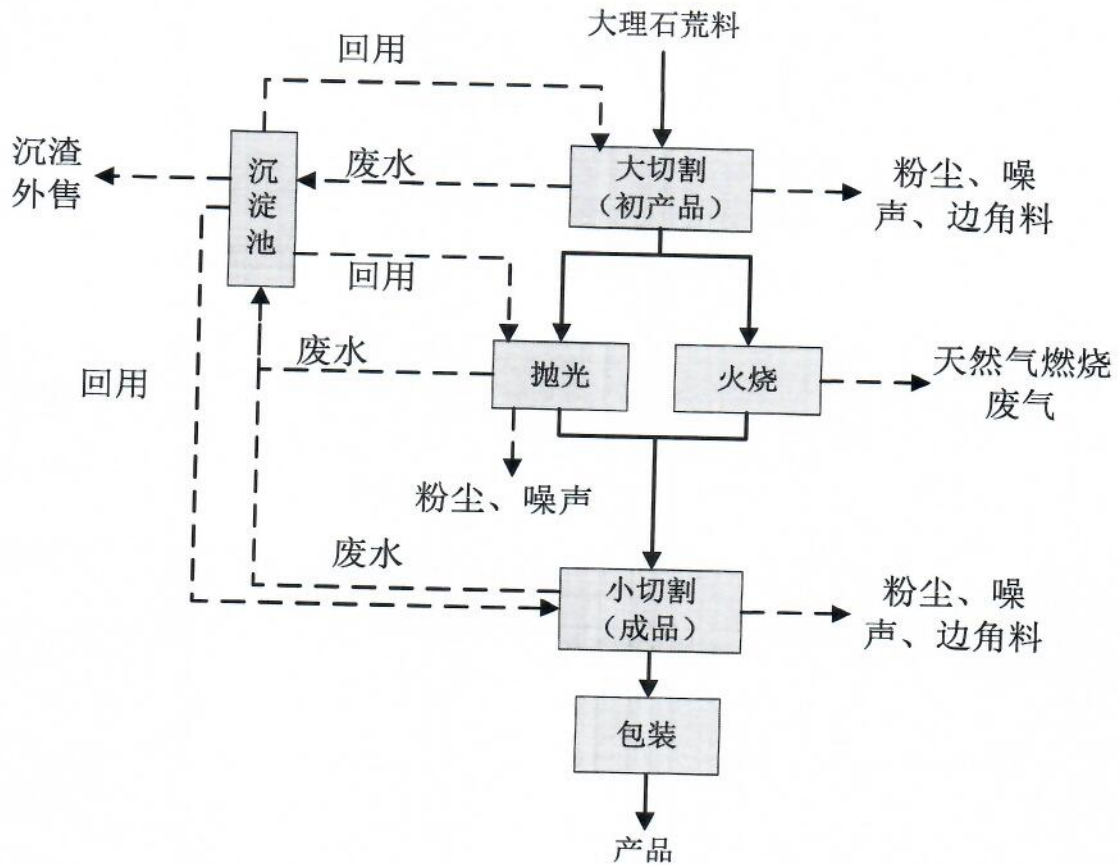 大理石荒料
回用
沉渣
外售
沉
淀
池
废水
大切割
（初产品）
粉尘、噪
声、边角料
回用
废水
抛光
火烧
天然气燃烧
废气
回用
粉尘、噪声
废水
小切割
（成品）
粉尘、噪
声、边角料
包装
产品